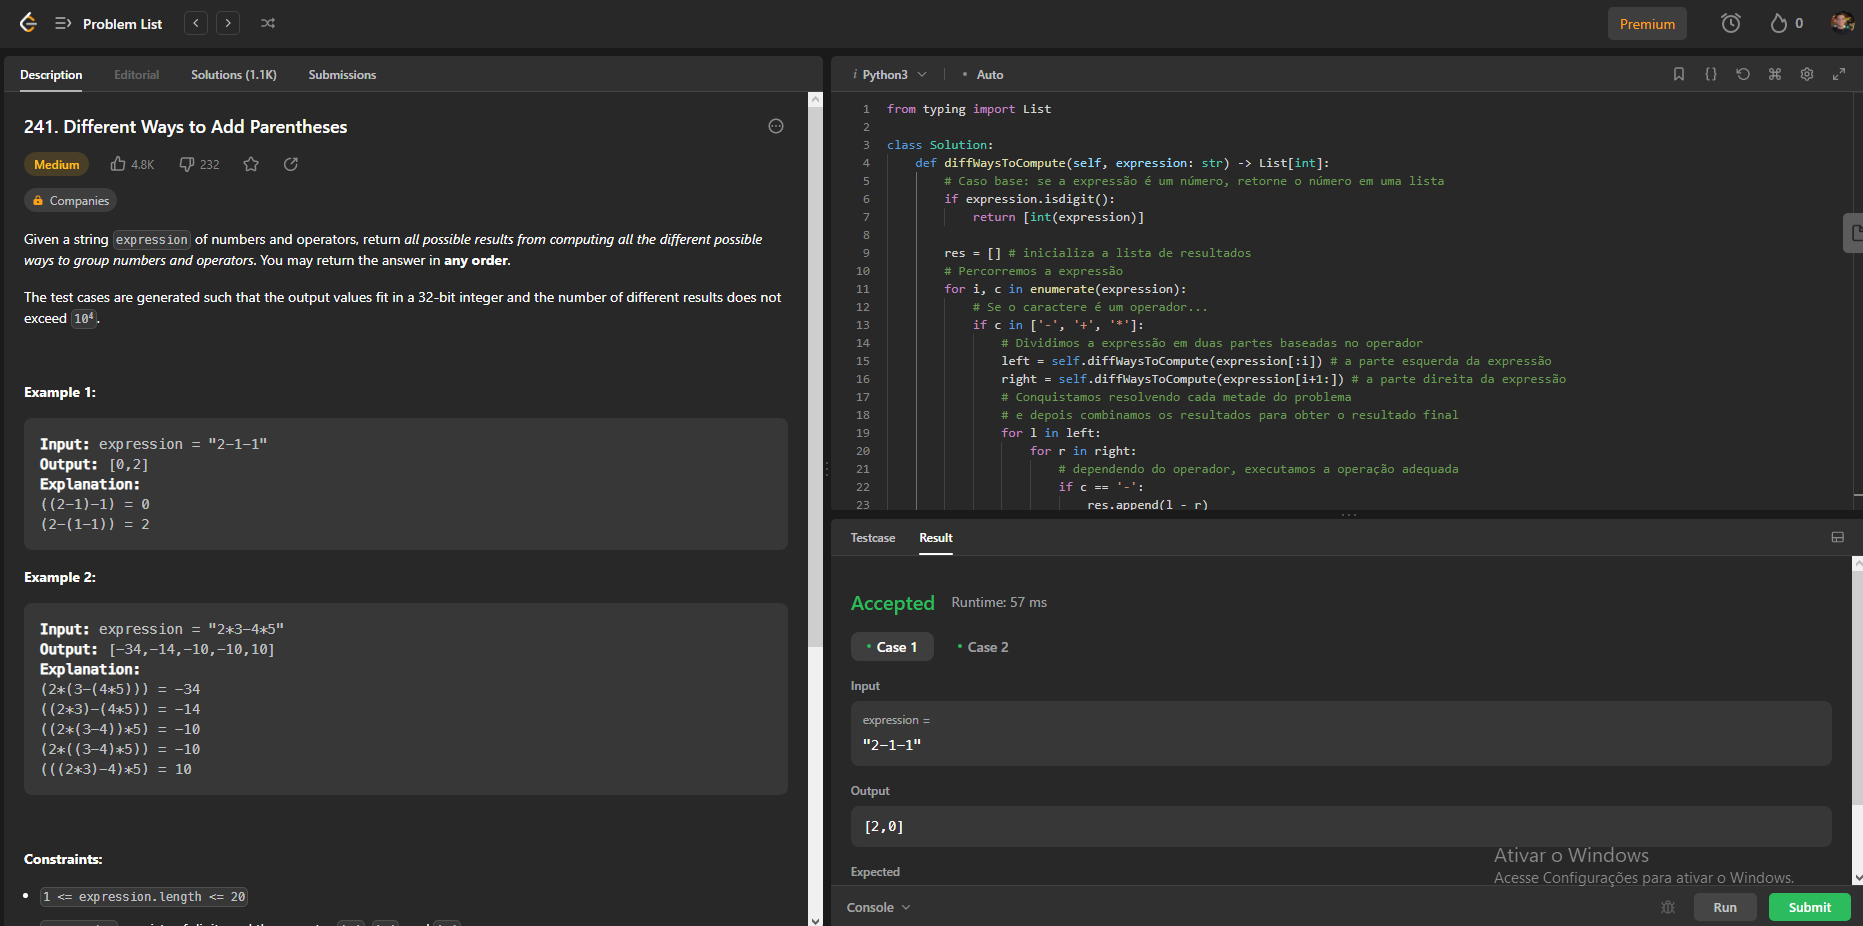 Problem List
Premium
0
Description
Editorial
Solutions (1.1K)
Submissions
241. Different Ways to Add Parentheses
Medium
4.8K
232
Companies
Given a string expression of numbers and operators, return all possible results from computing all the different possible
ways to group numbers and operators. You may return the answer in any order.
The test cases are generated such that the output values fit in a 32-bit integer and the number of different results does not
exceed 10⁴.
Example 1:
Input: expression = "2-1-1"
Output: [0,2]
Explanation:
((2-1)-1) = 0
(2-(1-1)) = 2
Example 2:
Input: expression = "2*3-4*5"
Output: [-34,-14,-10,-10,10]
Explanation:
(2*(3-(4*5))) = -34
((2*3)-(4*5)) = -14
((2*(3-4))*5) = -10
(2*((3-4)*5)) = -10
(((2*3)-4)*5) = 10
Constraints:
• 1 <= expression.length <= 20
i Python3
• Auto
1 from typing import List
2
3 class Solution:
4 def diffWaysToCompute(self, expression: str) -> List[int]:
5 # Caso base: se a expressão é um número, retorne o número em uma lista
6 if expression.isdigit():
7 return [int(expression)]
8
9 res = [] # inicializa a lista de resultados
10 # Percorremos a expressão
11 for i, c in enumerate(expression):
12 # Se o caractere é um operador...
13 if c in ['-', '+', '*']:
14 # Dividimos a expressão em duas partes baseadas no operador
15 left = self.diffWaysToCompute(expression[:i]) # a parte esquerda da expressão
16 right = self.diffWaysToCompute(expression[i+1:]) # a parte direita da expressão
17 # Conquistamos resolvendo cada metade do problema
18 # e depois combinamos os resultados para obter o resultado final
19 for l in left:
20 for r in right:
21 # dependendo do operador, executamos a operação adequada
22 if c == '-':
23 res.append(l - r)
Testcase
Result
Accepted
Runtime: 57 ms
• Case 1
• Case 2
Input
expression =
"2-1-1"
Output
[2,0]
Expected
Ativar o Windows
Acesse Configurações para ativar o Windows.
Console
Run
Submit